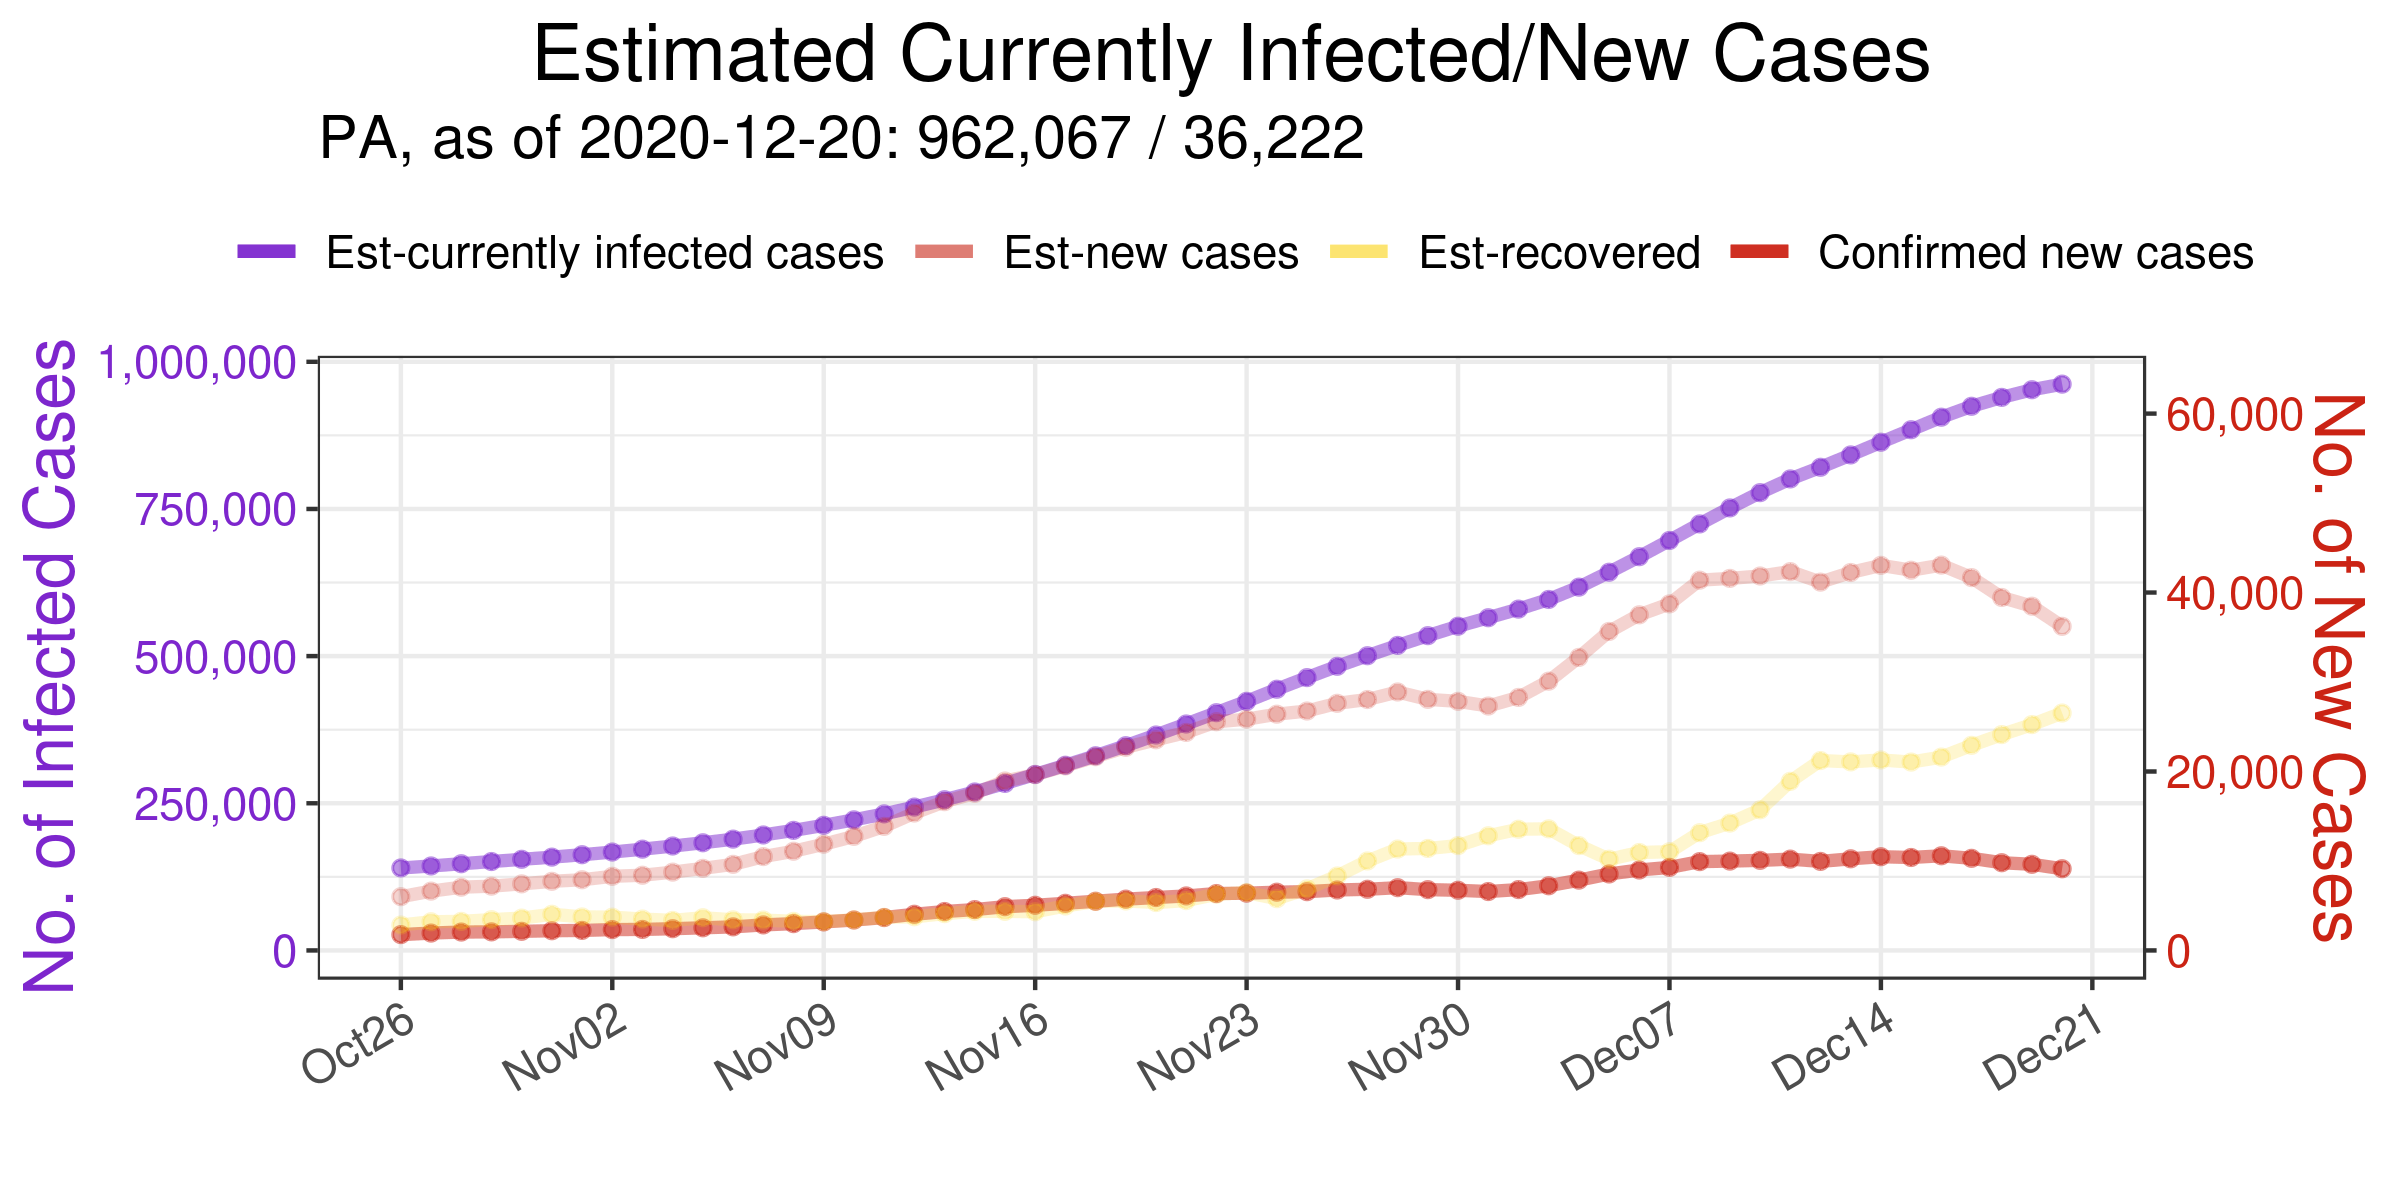 Estimated Currently Infected/New Cases
PA, as of 2020-12-20: 962,067 / 36,222
Est-currently infected cases Est-new cases Est-recovered Confirmed new cases
No. of Infected Cases
1,000,000
750,000
500,000
250,000
0
60,000
40,000
20,000
0
No. of New Cases
Oct26 Nov02 Nov09 Nov16 Nov23 Nov30 Dec07 Dec14 Dec21